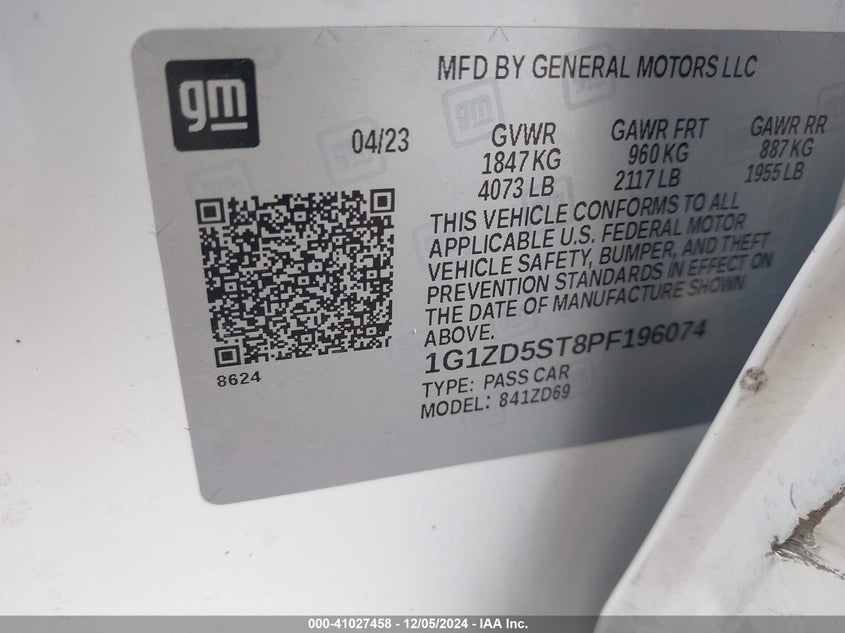 gm
MFD BY GENERAL MOTORS LLC
04/23
GVWR GAWR FRT GAWR RR
1847 KG 960 KG 887 KG
4073 LB 2117 LB 1955 LB
THIS VEHICLE CONFORMS TO ALL
APPLICABLE U.S. FEDERAL MOTOR
VEHICLE SAFETY, BUMPER, AND THEFT
PREVENTION STANDARDS IN EFFECT ON
THE DATE OF MANUFACTURE SHOWN
ABOVE.
1G1ZD5ST8PF196074
8624
TYPE: PASS CAR
MODEL: 841ZD69
000-41027458 - 12/05/2024 - IAA Inc.